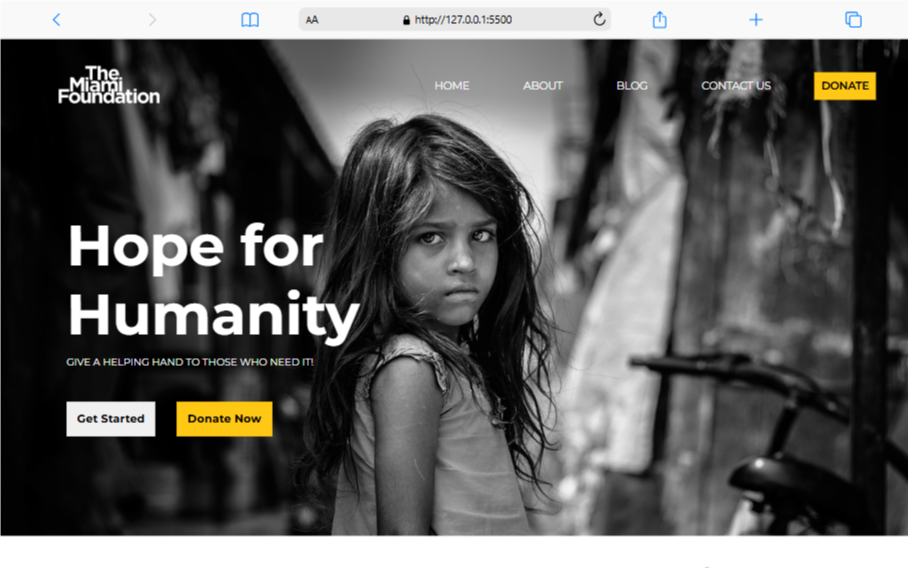 AA http://127.0.0.1:5500
The
Miami
Foundation
HOME ABOUT BLOG CONTACT US DONATE
Hope for
Humanity
GIVE A HELPING HAND TO THOSE WHO NEED IT!
Get Started Donate Now